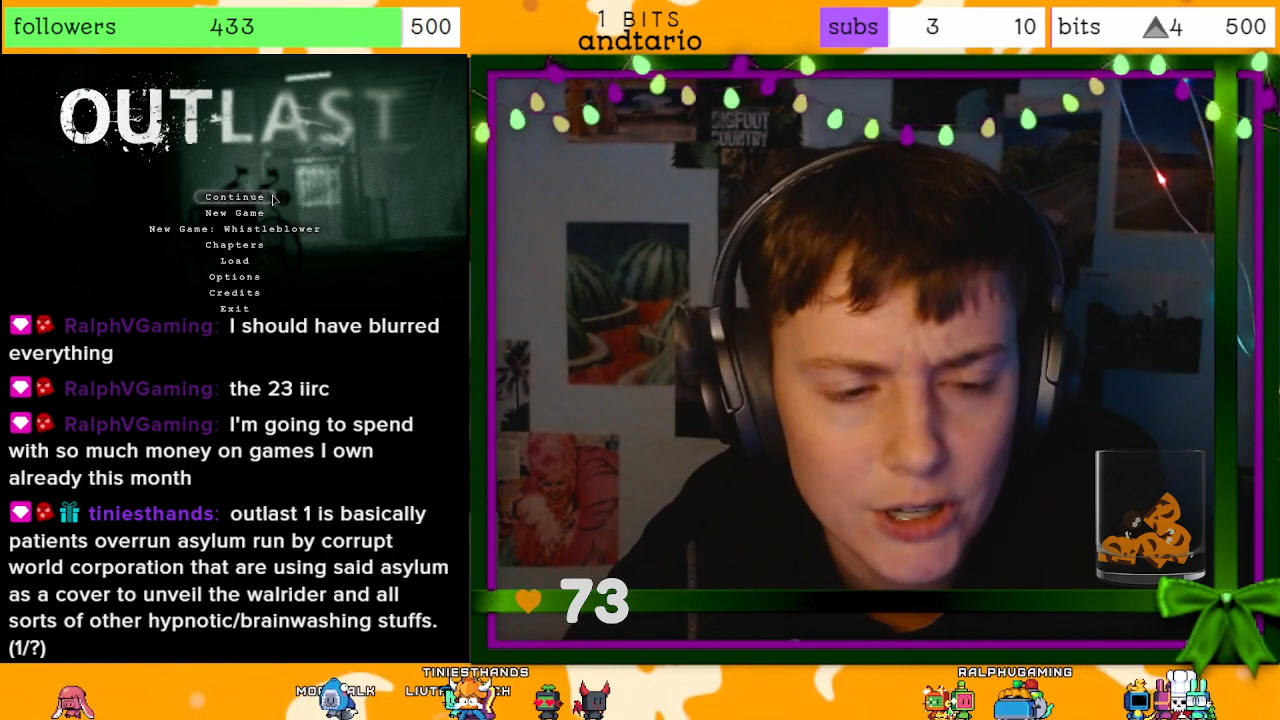 followers 433 500
1 BITS
andtario
subs 3 10
bits 4 500
OUTLAST
Continue
New Game
New Game: Whistleblower
Chapters
Load
Options
Credits
Exit
BIGFOOT
COUNTRY
RalphVGaming: I should have blurred
everything
RalphVGaming: the 23 iirc
RalphVGaming: I'm going to spend
with so much money on games I own
already this month
tiniesthands: outlast 1 is basically
patients overrun asylum run by corrupt
world corporation that are using said asylum
as a cover to unveil the walrider and all
sorts of other hypnotic/brainwashing stuffs.
(1/?)
73
TINIESTHANDS
RALPHVGAMING